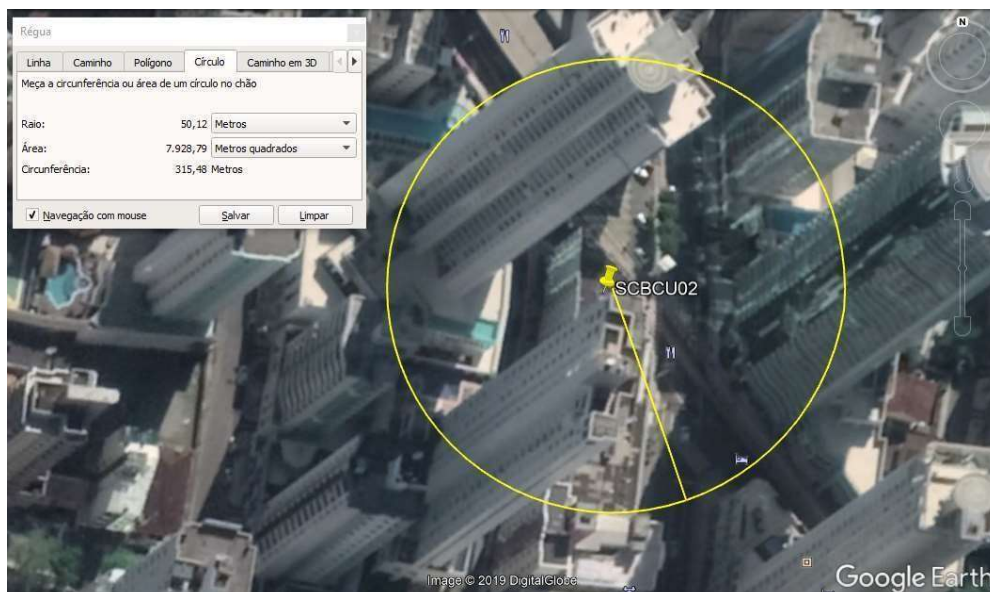 Régua
Linha Caminho Polígono Círculo Caminho em 3D
Meça a circunferência ou área de um círculo no chão
Raio: 50,12 Metros
Área: 7.928,79 Metros quadrados
Circunferência: 315,48 Metros
Navegação com mouse Salvar Limpar
N
SCBCU02
Image © 2019 DigitalGlobe
Google Earth